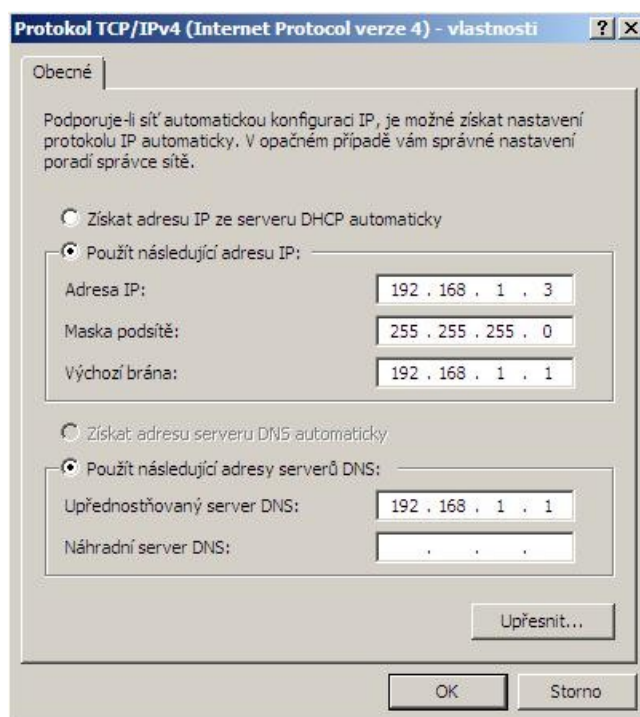 Protokol TCP/IPv4 (Internet Protocol verze 4) - vlastnosti
Obecné
Podporuje-li síť automatickou konfiguraci IP, je možné získat nastavení
protokolu IP automaticky. V opačném případě vám správné nastavení
poradí správce sítě.
Získat adresu IP ze serveru DHCP automaticky
Použít následující adresu IP:
Adresa IP: 192 . 168 . 1 . 3
Maska podsítě: 255 . 255 . 255 . 0
Výchozí brána: 192 . 168 . 1 . 1
Získat adresu serveru DNS automaticky
Použít následující adresy serverů DNS:
Upřednostňovaný server DNS: 192 . 168 . 1 . 1
Náhradní server DNS: . . .
Upřesnit...
OK Storno